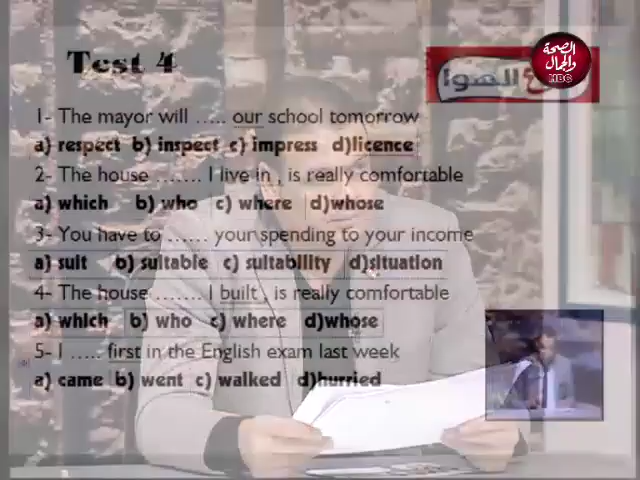 الصحة
والجمال
MBC
Test 4
الهوا
1- The mayor will ..... our school tomorrow
a) respect b) inspect c) impress d)licence
2- The house ....... I live in , is really comfortable
a) which b) who c) where d)whose
3- You have to ...... your spending to your income
a) suit b) suitable c) suitability d)situation
4- The house ....... I built , is really comfortable
a) which b) who c) where d)whose
5- I ..... first in the English exam last week
a) came b) went c) walked d)hurried